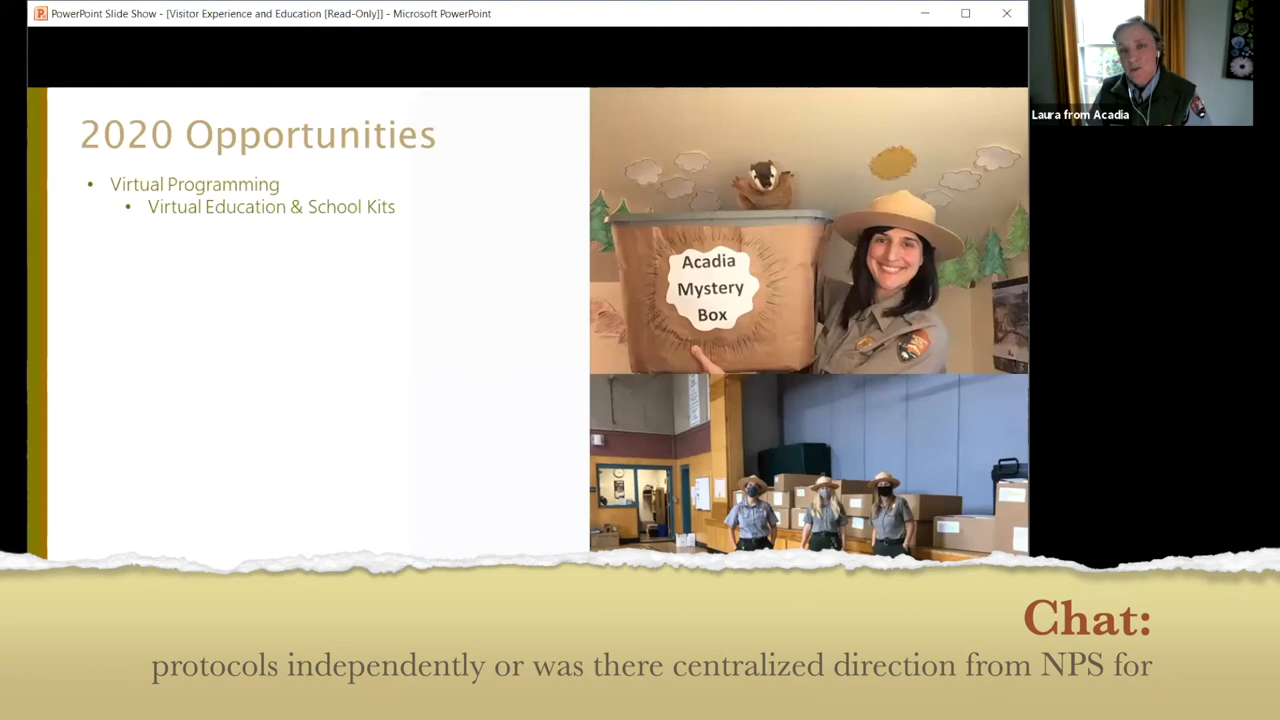 PowerPoint Slide Show - [Visitor Experience and Education [Read-Only]] - Microsoft PowerPoint
Laura from Acadia
2020 Opportunities
• Virtual Programming
• Virtual Education & School Kits
Acadia
Mystery
Box
Chat:
protocols independently or was there centralized direction from NPS for